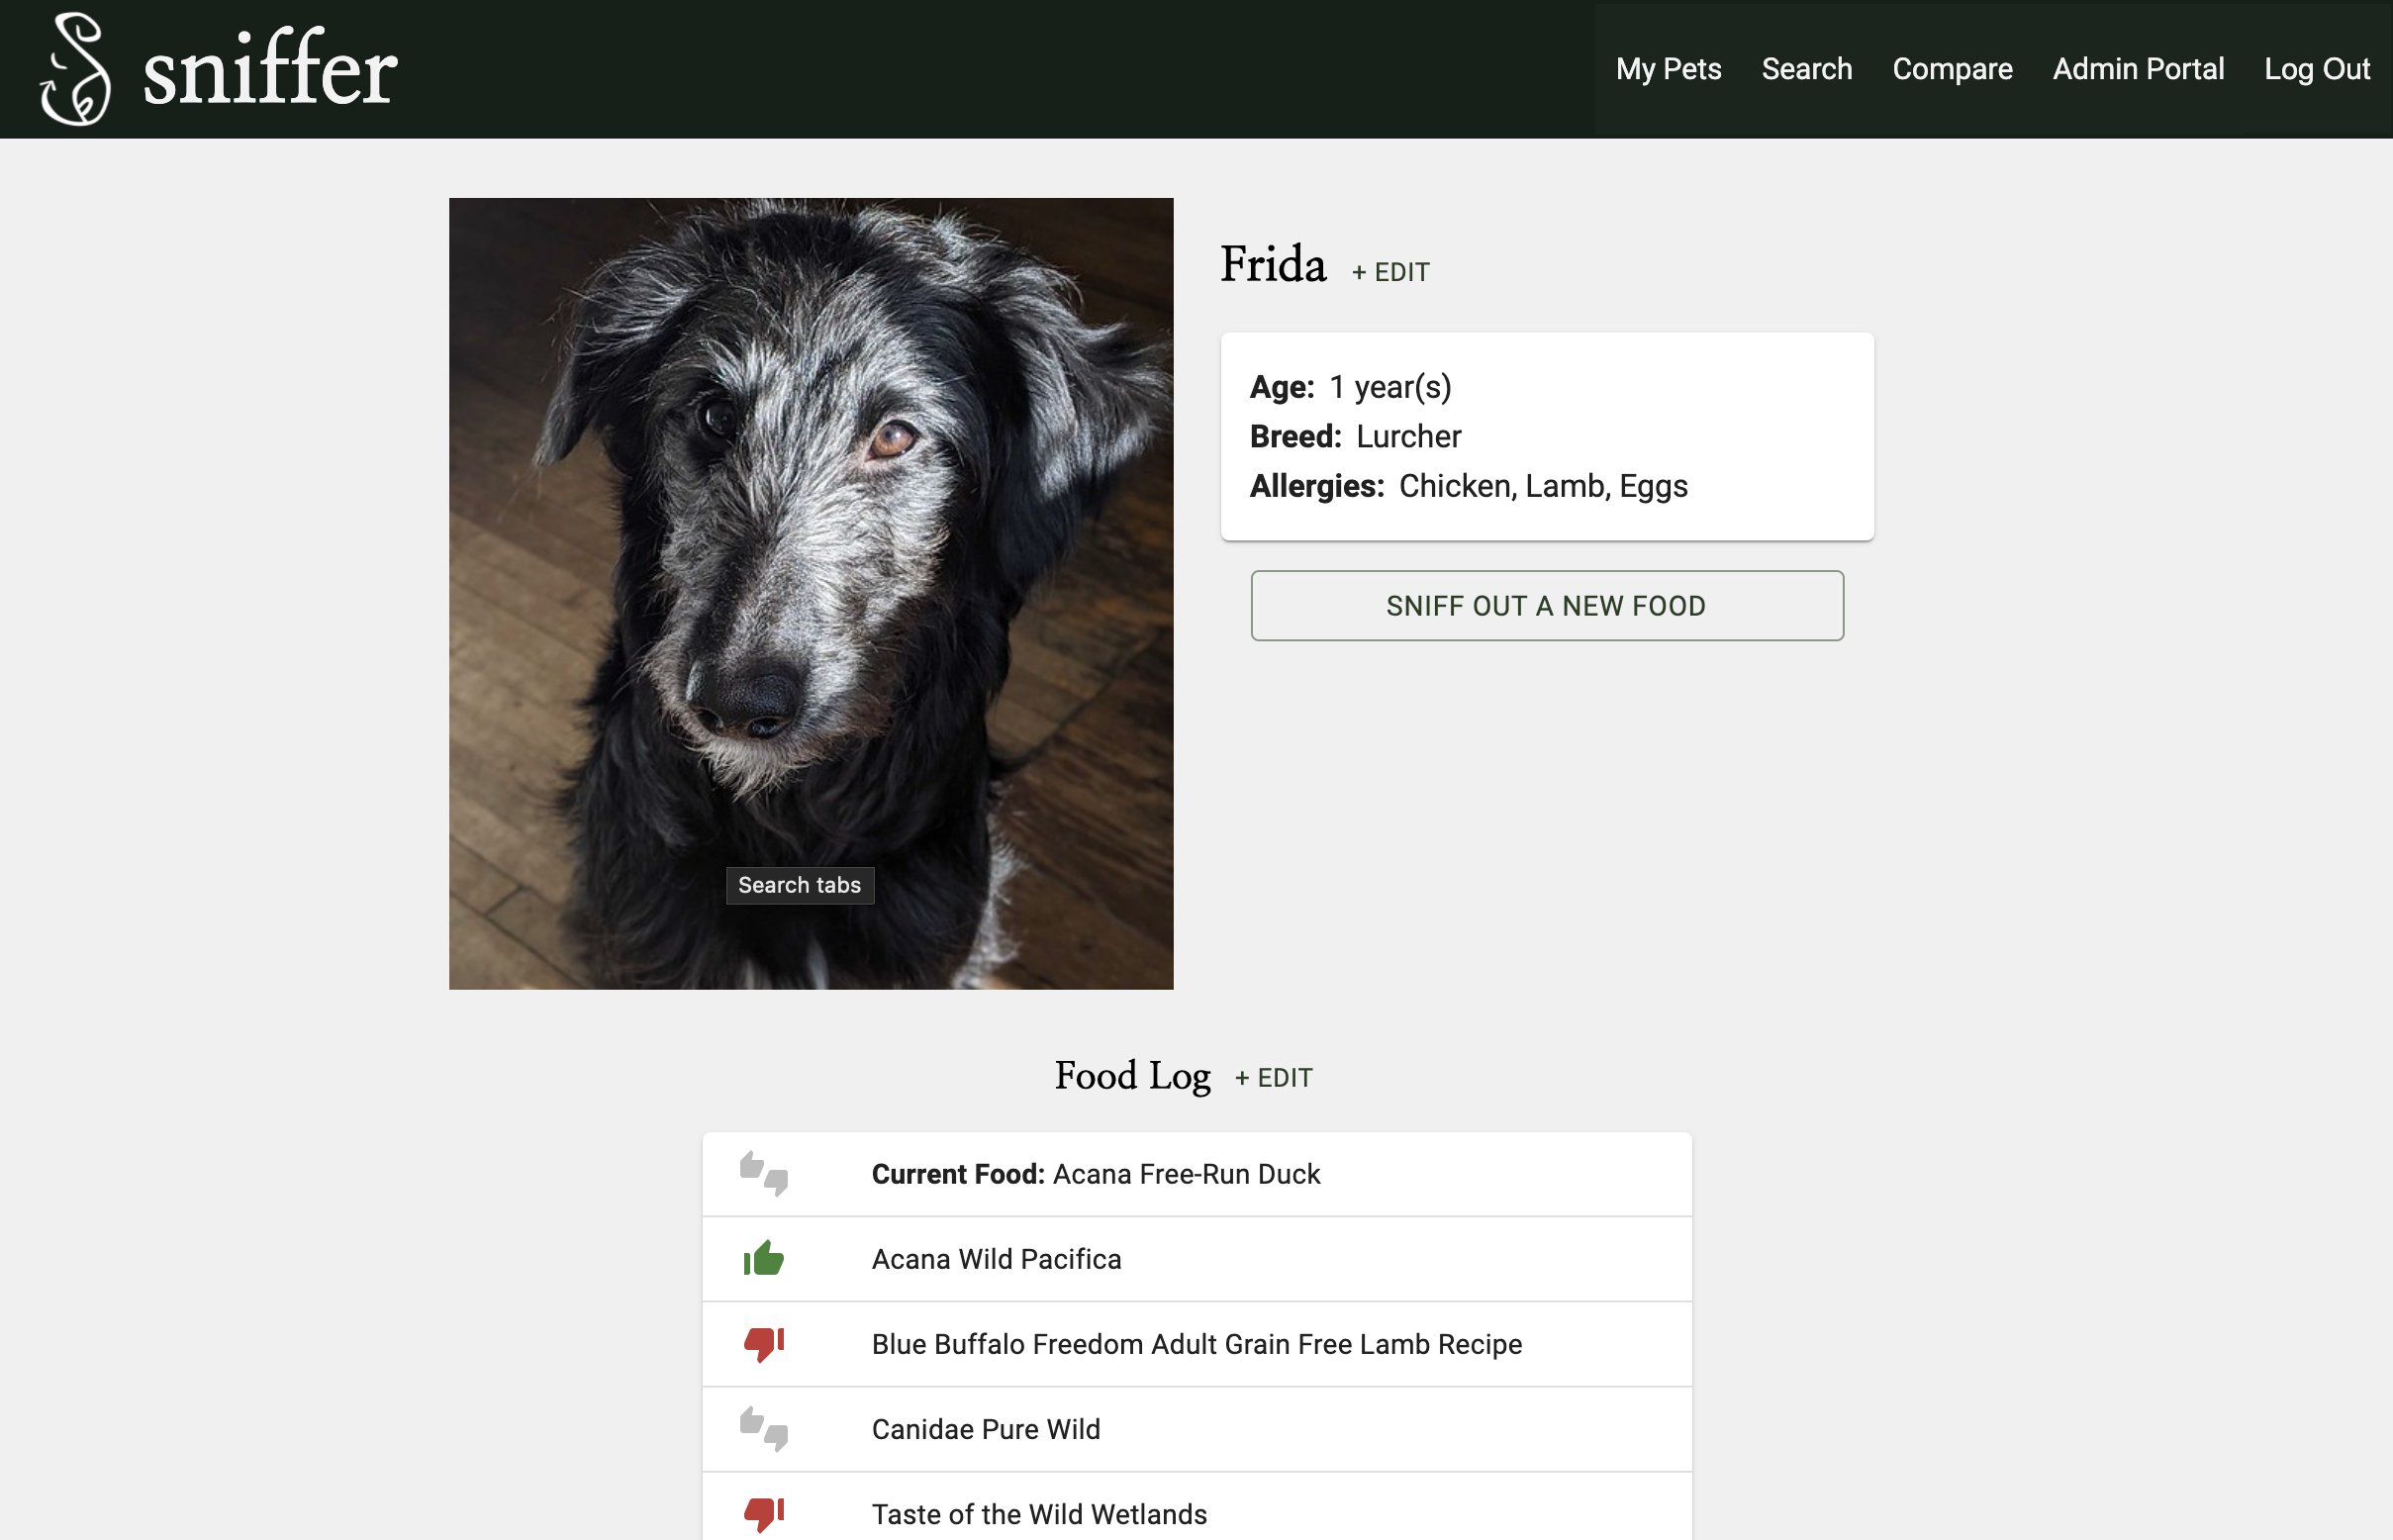 sniffer
My Pets Search Compare Admin Portal Log Out
Frida + EDIT
Age: 1 year(s)
Breed: Lurcher
Allergies: Chicken, Lamb, Eggs
SNIFF OUT A NEW FOOD
Search tabs
Food Log + EDIT
Current Food: Acana Free-Run Duck
Acana Wild Pacifica
Blue Buffalo Freedom Adult Grain Free Lamb Recipe
Canidae Pure Wild
Taste of the Wild Wetlands